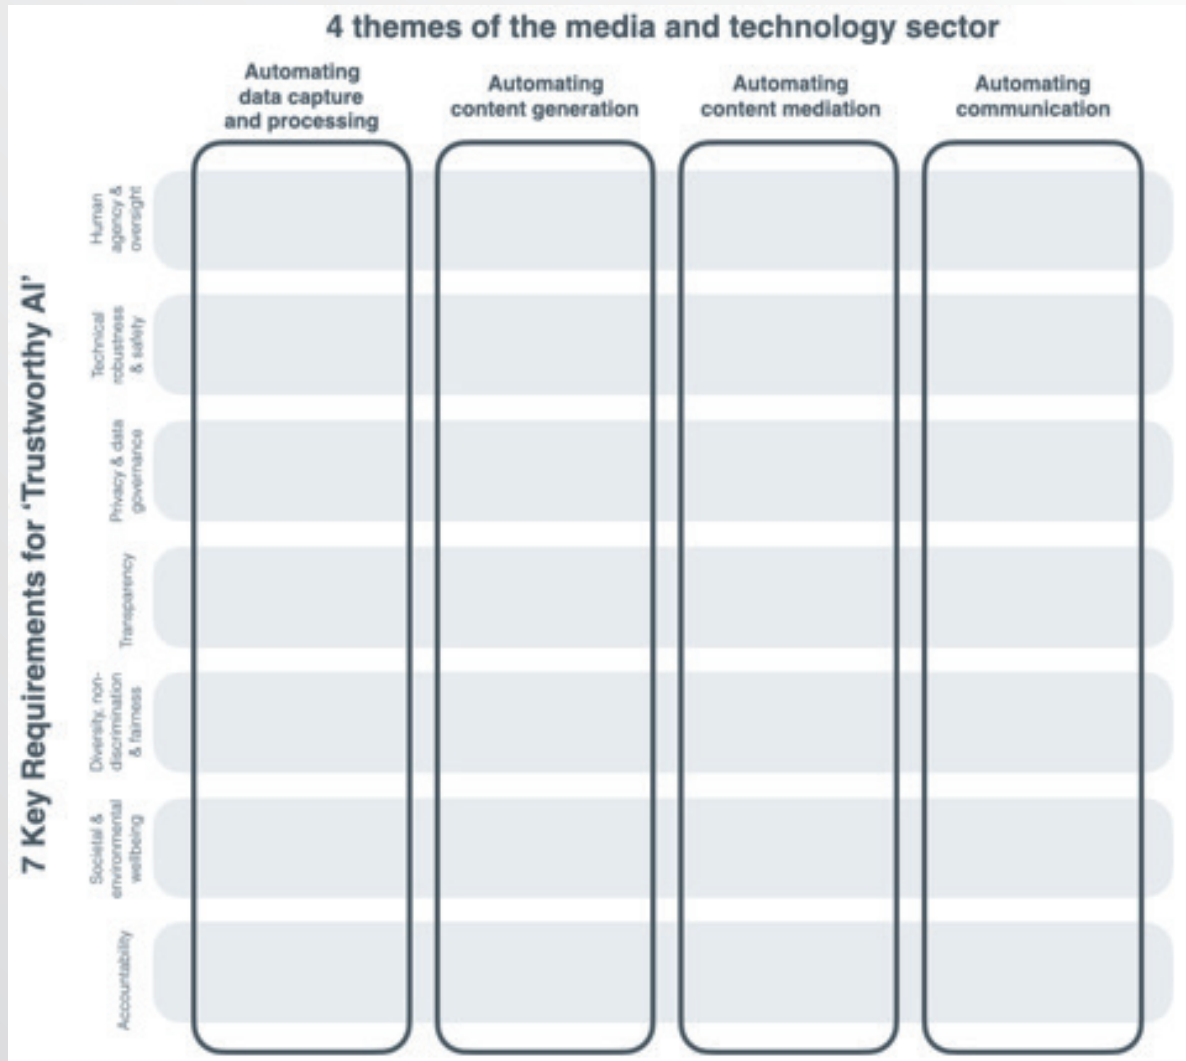 4 themes of the media and technology sector
Automating
data capture
and processing
Automating
content generation
Automating
content mediation
Automating
communication
7 Key Requirements for ‘Trustworthy AI’
Human
agency &
oversight
Technical
robustness
& safety
Privacy & data
governance
Transparency
Diversity, non-
discrimination
& fairness
Societal &
environmental
wellbeing
Accountability